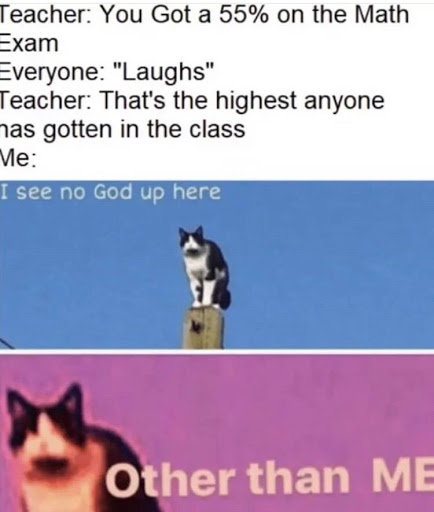 Teacher: You Got a 55% on the Math
Exam
Everyone: "Laughs"
Teacher: That's the highest anyone
has gotten in the class
Me:
I see no God up here
Other than ME